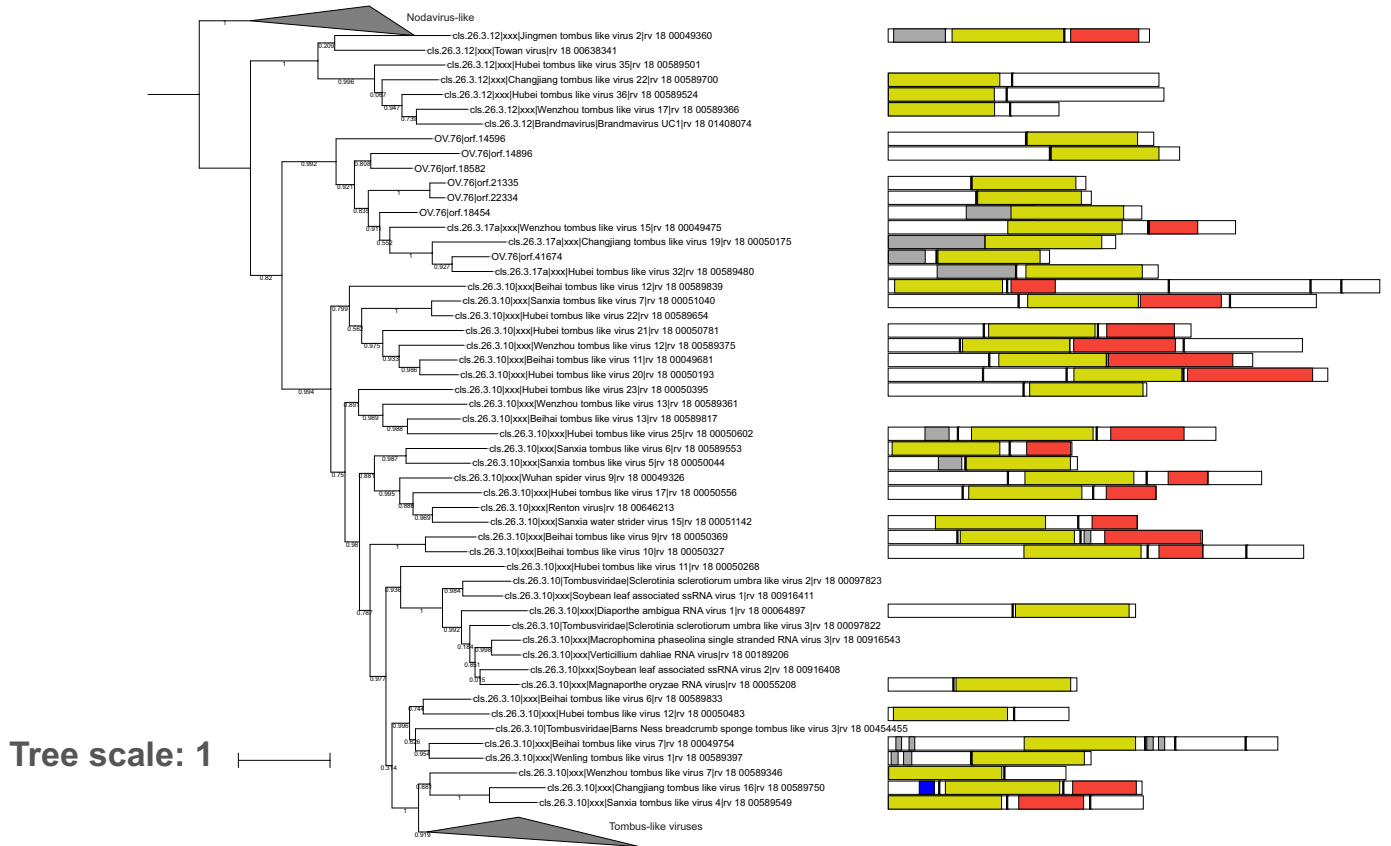 Nodavirus-like
1
cls.26.3.12|xxx|Jingmen tombus like virus 2|rv 18 00049360
0.209
cls.26.3.12|xxx|Towan virus|rv 18 00638341
1
cls.26.3.12|xxx|Hubei tombus like virus 35|rv 18 00589501
0.996
cls.26.3.12|xxx|Changjiang tombus like virus 22|rv 18 00589700
0.067
cls.26.3.12|xxx|Hubei tombus like virus 36|rv 18 00589524
0.947
cls.26.3.12|xxx|Wenzhou tombus like virus 17|rv 18 00589366
0.739
cls.26.3.12|Brandmavirus|Brandmavirus UC1|rv 18 01408074
OV.76|orf.14596
0.992
OV.76|orf.14896
0.808
OV.76|orf.18582
0.921
OV.76|orf.21335
1
OV.76|orf.22334
0.835
OV.76|orf.18454
cls.26.3.17a|xxx|Wenzhou tombus like virus 15|rv 18 00049475
0.552
cls.26.3.17a|xxx|Changjiang tombus like virus 19|rv 18 00050175
1
OV.76|orf.41674
0.927
cls.26.3.17a|xxx|Hubei tombus like virus 32|rv 18 00589480
0.82
cls.26.3.10|xxx|Beihai tombus like virus 12|rv 18 00589839
cls.26.3.10|xxx|Sanxia tombus like virus 7|rv 18 00051040
0.799
1
cls.26.3.10|xxx|Hubei tombus like virus 22|rv 18 00589654
0.562
cls.26.3.10|xxx|Hubei tombus like virus 21|rv 18 00050781
0.975
cls.26.3.10|xxx|Wenzhou tombus like virus 12|rv 18 00589375
0.933
cls.26.3.10|xxx|Beihai tombus like virus 11|rv 18 00049681
0.986
cls.26.3.10|xxx|Hubei tombus like virus 20|rv 18 00050193
0.994
cls.26.3.10|xxx|Hubei tombus like virus 23|rv 18 00050395
0.891
cls.26.3.10|xxx|Wenzhou tombus like virus 13|rv 18 00589361
0.989
cls.26.3.10|xxx|Beihai tombus like virus 13|rv 18 00589817
0.988
cls.26.3.10|xxx|Hubei tombus like virus 25|rv 18 00050602
cls.26.3.10|xxx|Sanxia tombus like virus 6|rv 18 00589553
0.987
cls.26.3.10|xxx|Sanxia tombus like virus 5|rv 18 00050044
0.75
0.881
cls.26.3.10|xxx|Wuhan spider virus 9|rv 18 00049326
0.995
cls.26.3.10|xxx|Hubei tombus like virus 17|rv 18 00050556
0.886
cls.26.3.10|xxx|Renton virus|rv 18 00646213
0.969
cls.26.3.10|xxx|Sanxia water strider virus 15|rv 18 00051142
cls.26.3.10|xxx|Beihai tombus like virus 9|rv 18 00050369
0.98
1
cls.26.3.10|xxx|Beihai tombus like virus 10|rv 18 00050327
cls.26.3.10|xxx|Hubei tombus like virus 11|rv 18 00050268
cls.26.3.10|Tombusviridae|Sclerotinia sclerotiorum umbra like virus 2|rv 18 00097823
0.936
0.984
cls.26.3.10|xxx|Soybean leaf associated ssRNA virus 1|rv 18 00916411
1
cls.26.3.10|xxx|Diaporthe ambigua RNA virus 1|rv 18 00064897
0.787
cls.26.3.10|Tombusviridae|Sclerotinia sclerotiorum umbra like virus 3|rv 18 00097822
0.992
cls.26.3.10|xxx|Macrophomina phaseolina single stranded RNA virus 3|rv 18 00916543
0.184
0.998
cls.26.3.10|xxx|Verticillium dahliae RNA virus|rv 18 00189206
cls.26.3.10|xxx|Soybean leaf associated ssRNA virus 2|rv 18 00916408
0.977
cls.26.3.10|xxx|Magnaporthe oryzae RNA virus|rv 18 00055208
cls.26.3.10|xxx|Beihai tombus like virus 6|rv 18 00589833
0.744
cls.26.3.10|xxx|Hubei tombus like virus 12|rv 18 00050483
0.996
cls.26.3.10|Tombusviridae|Barns Ness breadcrumb sponge tombus like virus 3|rv 18 00454455
0.626
cls.26.3.10|xxx|Beihai tombus like virus 7|rv 18 00049754
0.954
cls.26.3.10|xxx|Wenling tombus like virus 1|rv 18 00589397
Tree scale: 1
0.314
cls.26.3.10|xxx|Wenzhou tombus like virus 7|rv 18 00589346
0.881
cls.26.3.10|xxx|Changjiang tombus like virus 16|rv 18 00589750
1
cls.26.3.10|xxx|Sanxia tombus like virus 4|rv 18 00589549
1
Tombus-like viruses
0.919